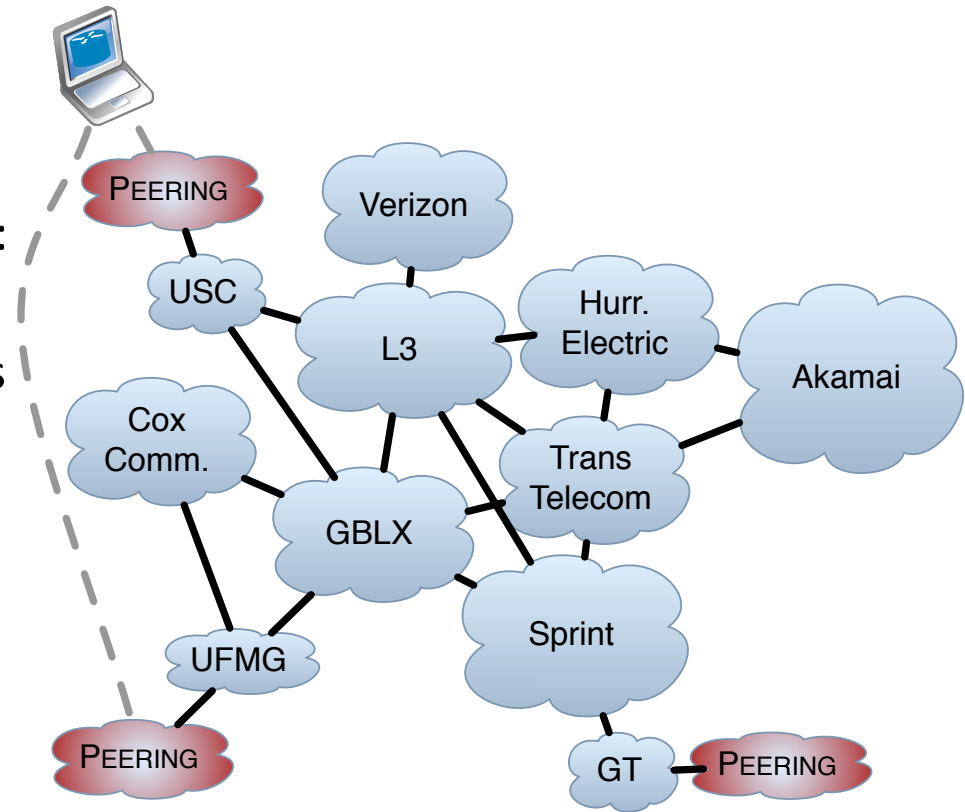 PEERING
Verizon
:
USC
Hurr.
Electric
L3
s
Akamai
Cox
Comm.
Trans
Telecom
GBLX
Sprint
UFMG
PEERING
GT
PEERING